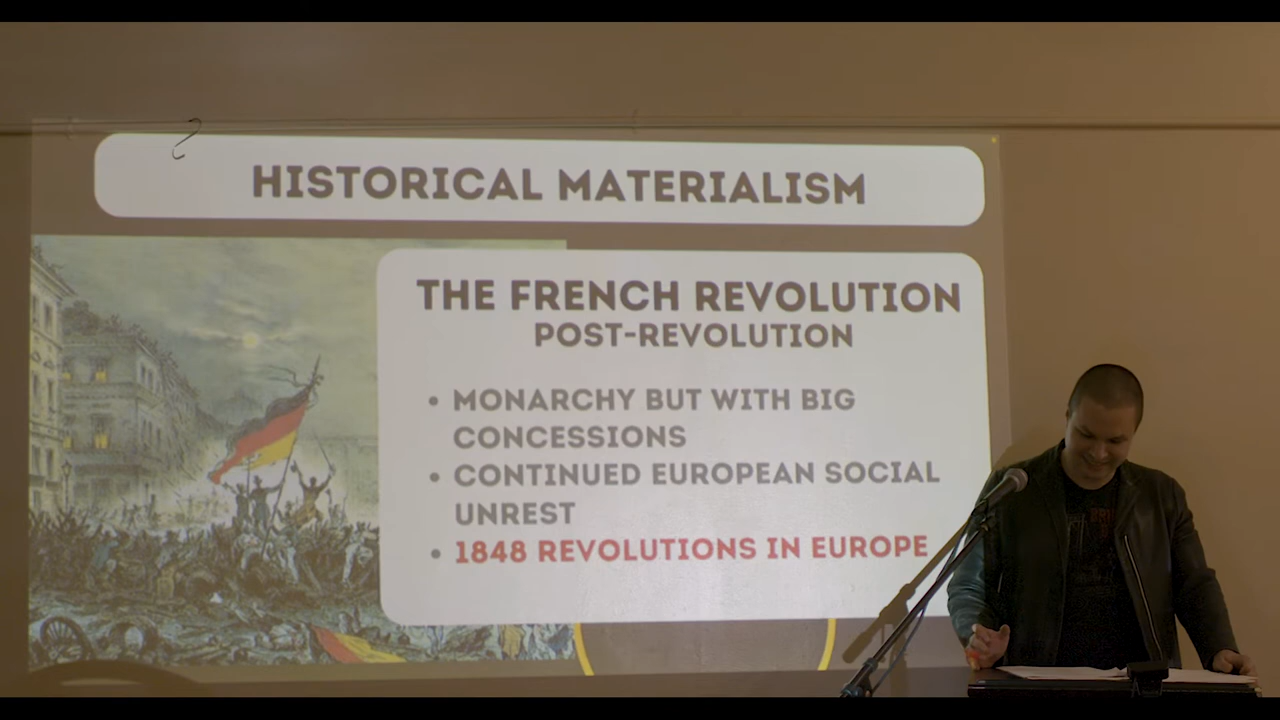 HISTORICAL MATERIALISM
THE FRENCH REVOLUTION
POST-REVOLUTION
• MONARCHY BUT WITH BIG
CONCESSIONS
• CONTINUED EUROPEAN SOCIAL
UNREST
• 1848 REVOLUTIONS IN EUROPE